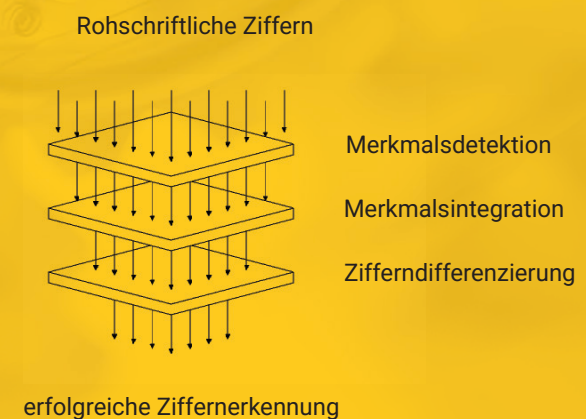 Rohschriftliche Ziffern
Merkmalsdetektion
Merkmalsintegration
Zifferndifferenzierung
erfolgreiche Ziffernerkennung